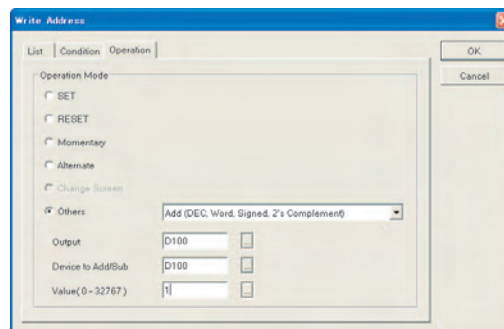 Write Address
List Condition Operation
OK
Cancel
Operation Mode
SET
RESET
Momentary
Alternate
Change Screen
Others Add (DEC, Word, Signed, 2's Complement)
Output D100 ...
Device to Add/Sub D100 ...
Value( 0 - 32767 ) 1 ...